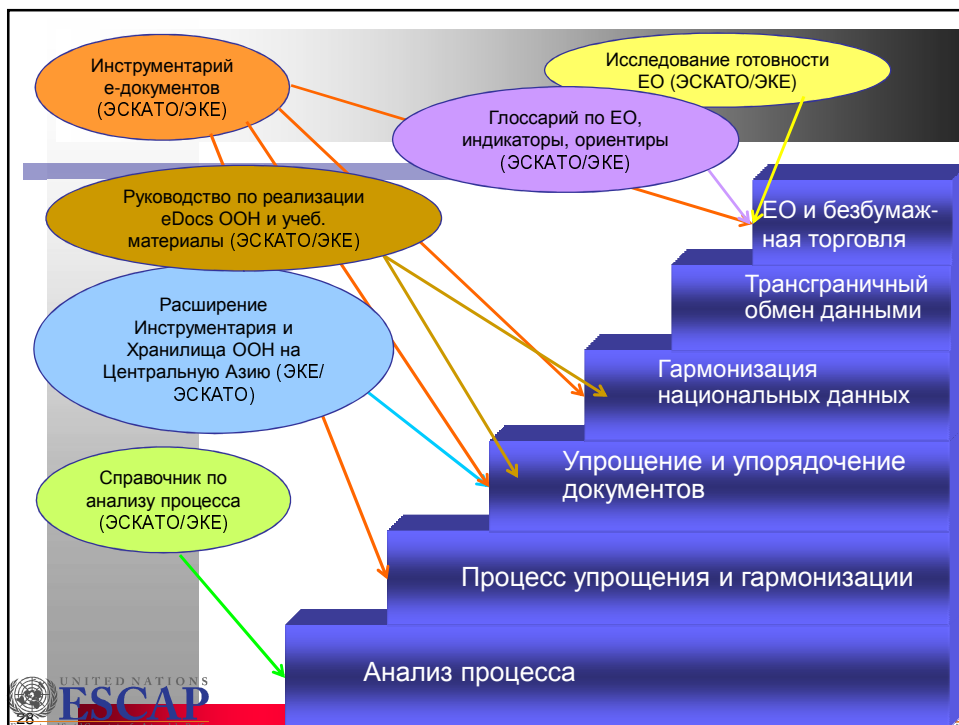 Инструментарий
е-документов
(ЭСКАТО/ЭКЕ)
Исследование готовности
ЕО (ЭСКАТО/ЭКЕ)
Глоссарий по ЕО,
индикаторы, ориентиры
(ЭСКАТО/ЭКЕ)
Руководство по реализации
eDocs ООН и учеб.
материалы (ЭСКАТО/ЭКЕ)
Расширение
Инструментария и
Хранилища ООН на
Центральную Азию (ЭКЕ/
ЭСКАТО)
Справочник по
анализу процесса
(ЭСКАТО/ЭКЕ)
ЕО и безбумаж-
ная торговля
Трансграничный
обмен данными
Гармонизация
национальных данных
Упрощение и упорядочение
документов
Процесс упрощения и гармонизации
Анализ процесса
UNITED NATIONS
ESCAP
28